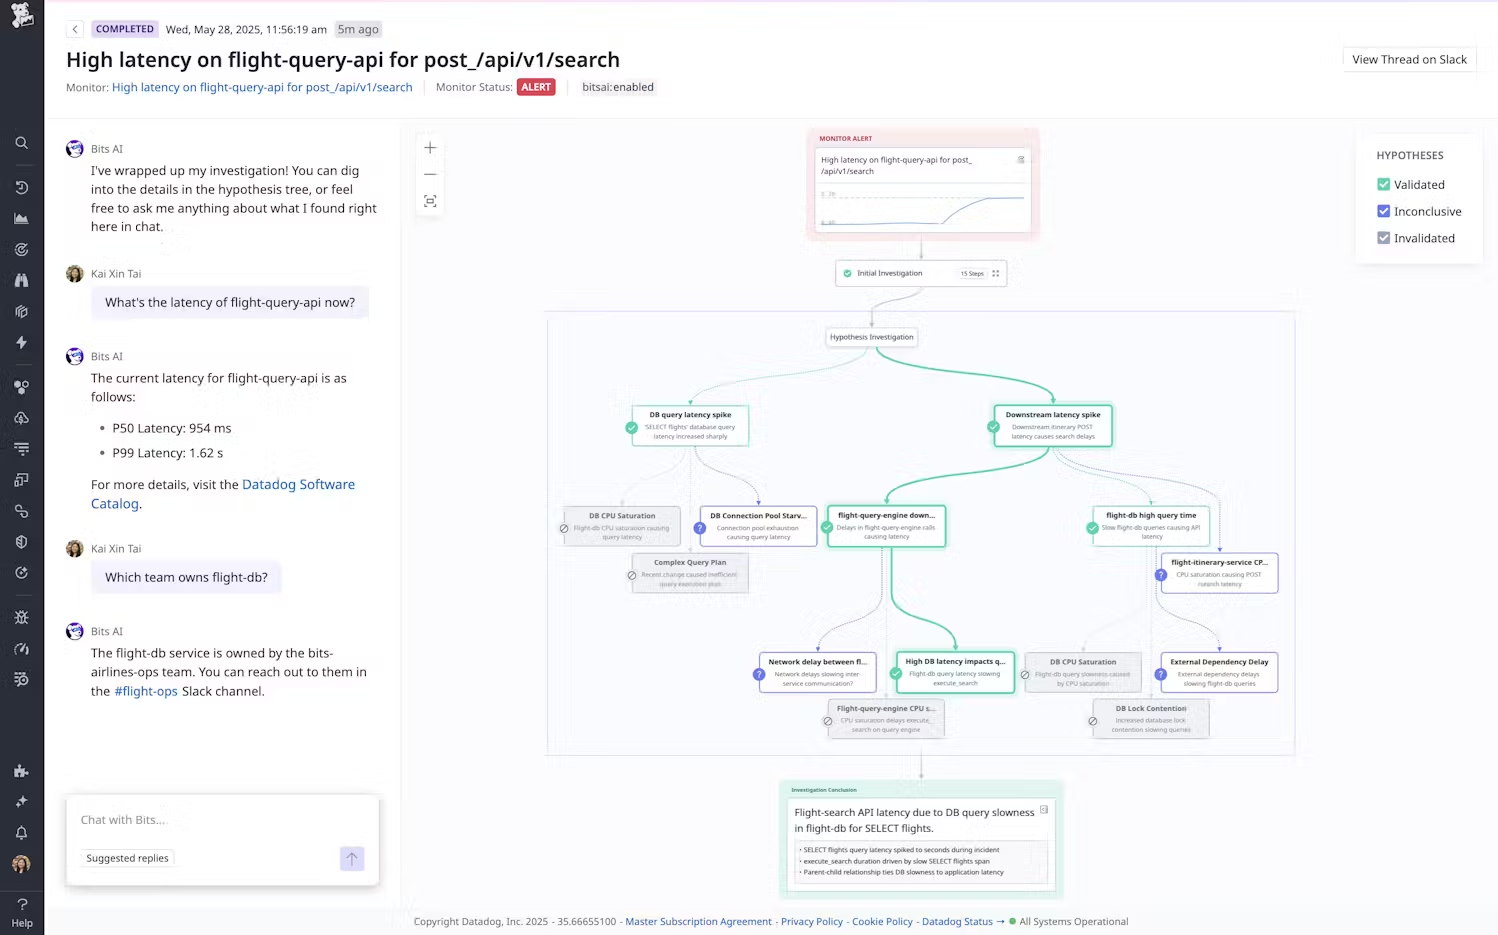 COMPLETED Wed, May 28, 2025, 11:56:19 am 5m ago
High latency on flight-query-api for post_/api/v1/search
View Thread on Slack
Monitor: High latency on flight-query-api for post_/api/v1/search Monitor Status: ALERT bitsai:enabled
Bits AI
I've wrapped up my investigation! You can dig
into the details in the hypothesis tree, or feel
free to ask me anything about what I found right
here in chat.
Kai Xin Tai
What's the latency of flight-query-api now?
Bits AI
The current latency for flight-query-api is as
follows:
• P50 Latency: 954 ms
• P99 Latency: 1.62 s
For more details, visit the Datadog Software
Catalog.
Kai Xin Tai
Which team owns flight-db?
Bits AI
The flight-db service is owned by the bits-
airlines-ops team. You can reach out to them in
the #flight-ops Slack channel.
Chat with Bits...
Suggested replies
Help
MONITOR ALERT
High latency on flight-query-api for post_
/api/v1/search
Initial Investigation 15 Steps
Hypothesis Investigation
DB query latency spike
'SELECT flights' database query
latency increased sharply
Downstream latency spike
Downstream itinerary POST
latency causes search delays
DB CPU Saturation
Flight-db CPU saturation causing
query latency
DB Connection Pool Starv...
Connection pool exhaustion
causing query latency
Complex Query Plan
Recent change caused inefficient
query execution plan
flight-query-engine down...
Delays in flight-query-engine calls
causing latency
flight-db high query time
Slow flight-db queries causing API
latency
flight-itinerary-service CP...
CPU saturation causing POST
latency
Network delay between fl...
Network delays slowing inter-
service communication?
High DB latency impacts q...
Flight-db query latency slowing
execute_search
Flight-query-engine CPU s...
CPU saturation delays execute_
search on query engine
DB CPU Saturation
Flight-db query slowness caused
by CPU saturation
External Dependency Delay
External dependency delays
slowing flight-db queries
DB Lock Contention
Increased database lock
contention slowing queries
Investigation Conclusion
Flight-search API latency due to DB query slowness
in flight-db for SELECT flights.
• SELECT flights query latency spiked to seconds during incident
• execute_search duration driven by slow SELECT flights span
• Parent-child relationship ties DB slowness to application latency
HYPOTHESES
Validated
Inconclusive
Invalidated
Copyright Datadog, Inc. 2025 - 35.66655100 - Master Subscription Agreement - Privacy Policy - Cookie Policy - Datadog Status → All Systems Operational